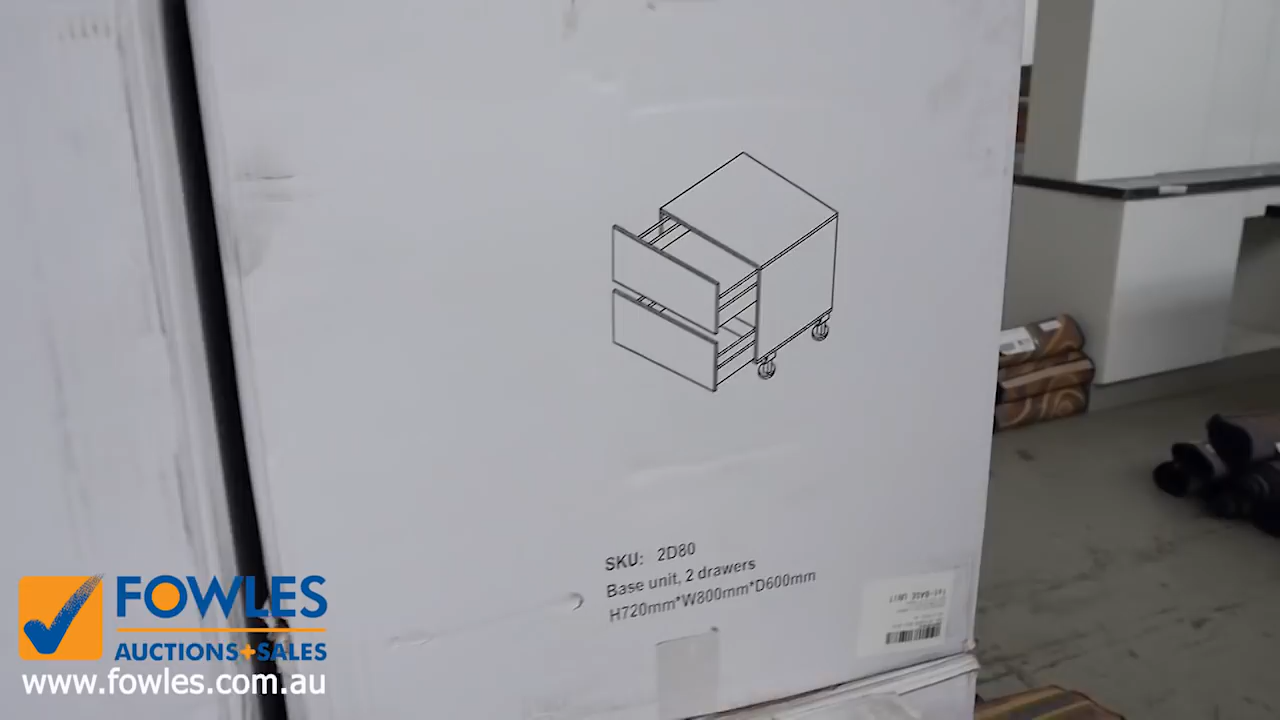 SKU: 2D80
Base unit, 2 drawers
H720mm*W800mm*D600mm
FOWLES
AUCTIONS+SALES
www.fowles.com.au